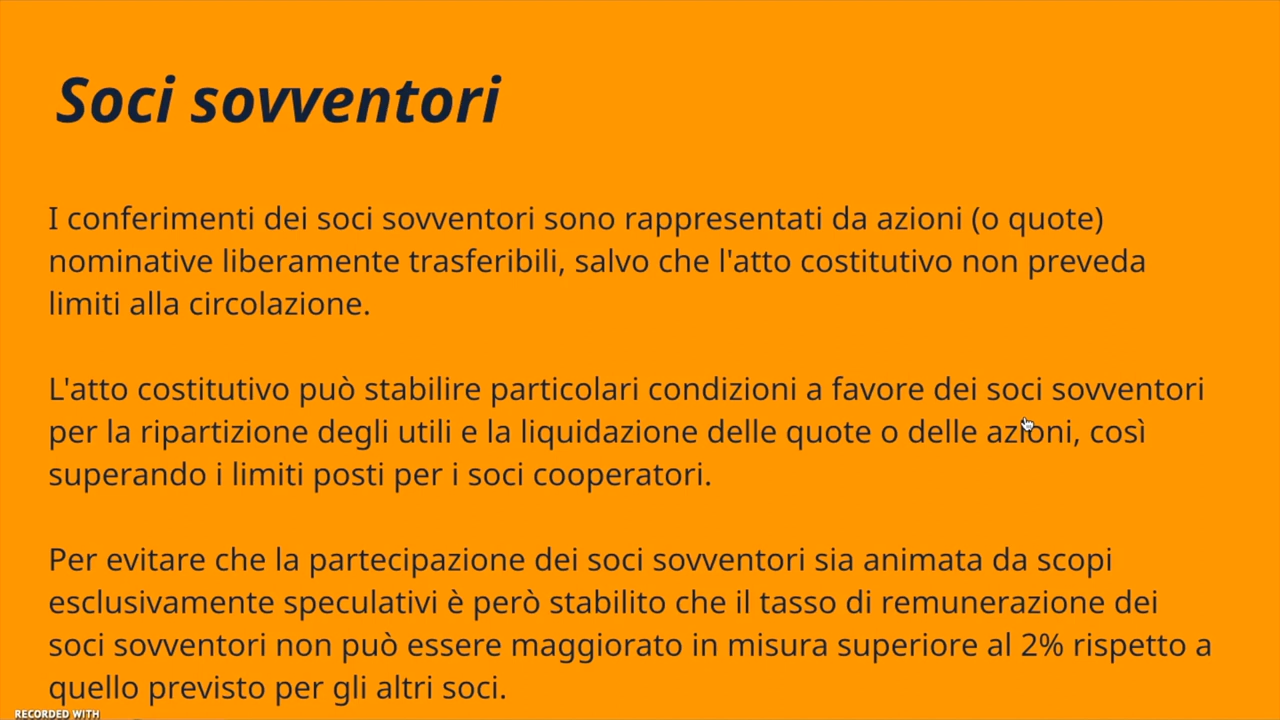 Soci sovventori
I conferimenti dei soci sovventori sono rappresentati da azioni (o quote)
nominative liberamente trasferibili, salvo che l'atto costitutivo non preveda
limiti alla circolazione.
L'atto costitutivo può stabilire particolari condizioni a favore dei soci sovventori
per la ripartizione degli utili e la liquidazione delle quote o delle azioni, così
superando i limiti posti per i soci cooperatori.
Per evitare che la partecipazione dei soci sovventori sia animata da scopi
esclusivamente speculativi è però stabilito che il tasso di remunerazione dei
soci sovventori non può essere maggiorato in misura superiore al 2% rispetto a
quello previsto per gli altri soci.
RECORDED WITH